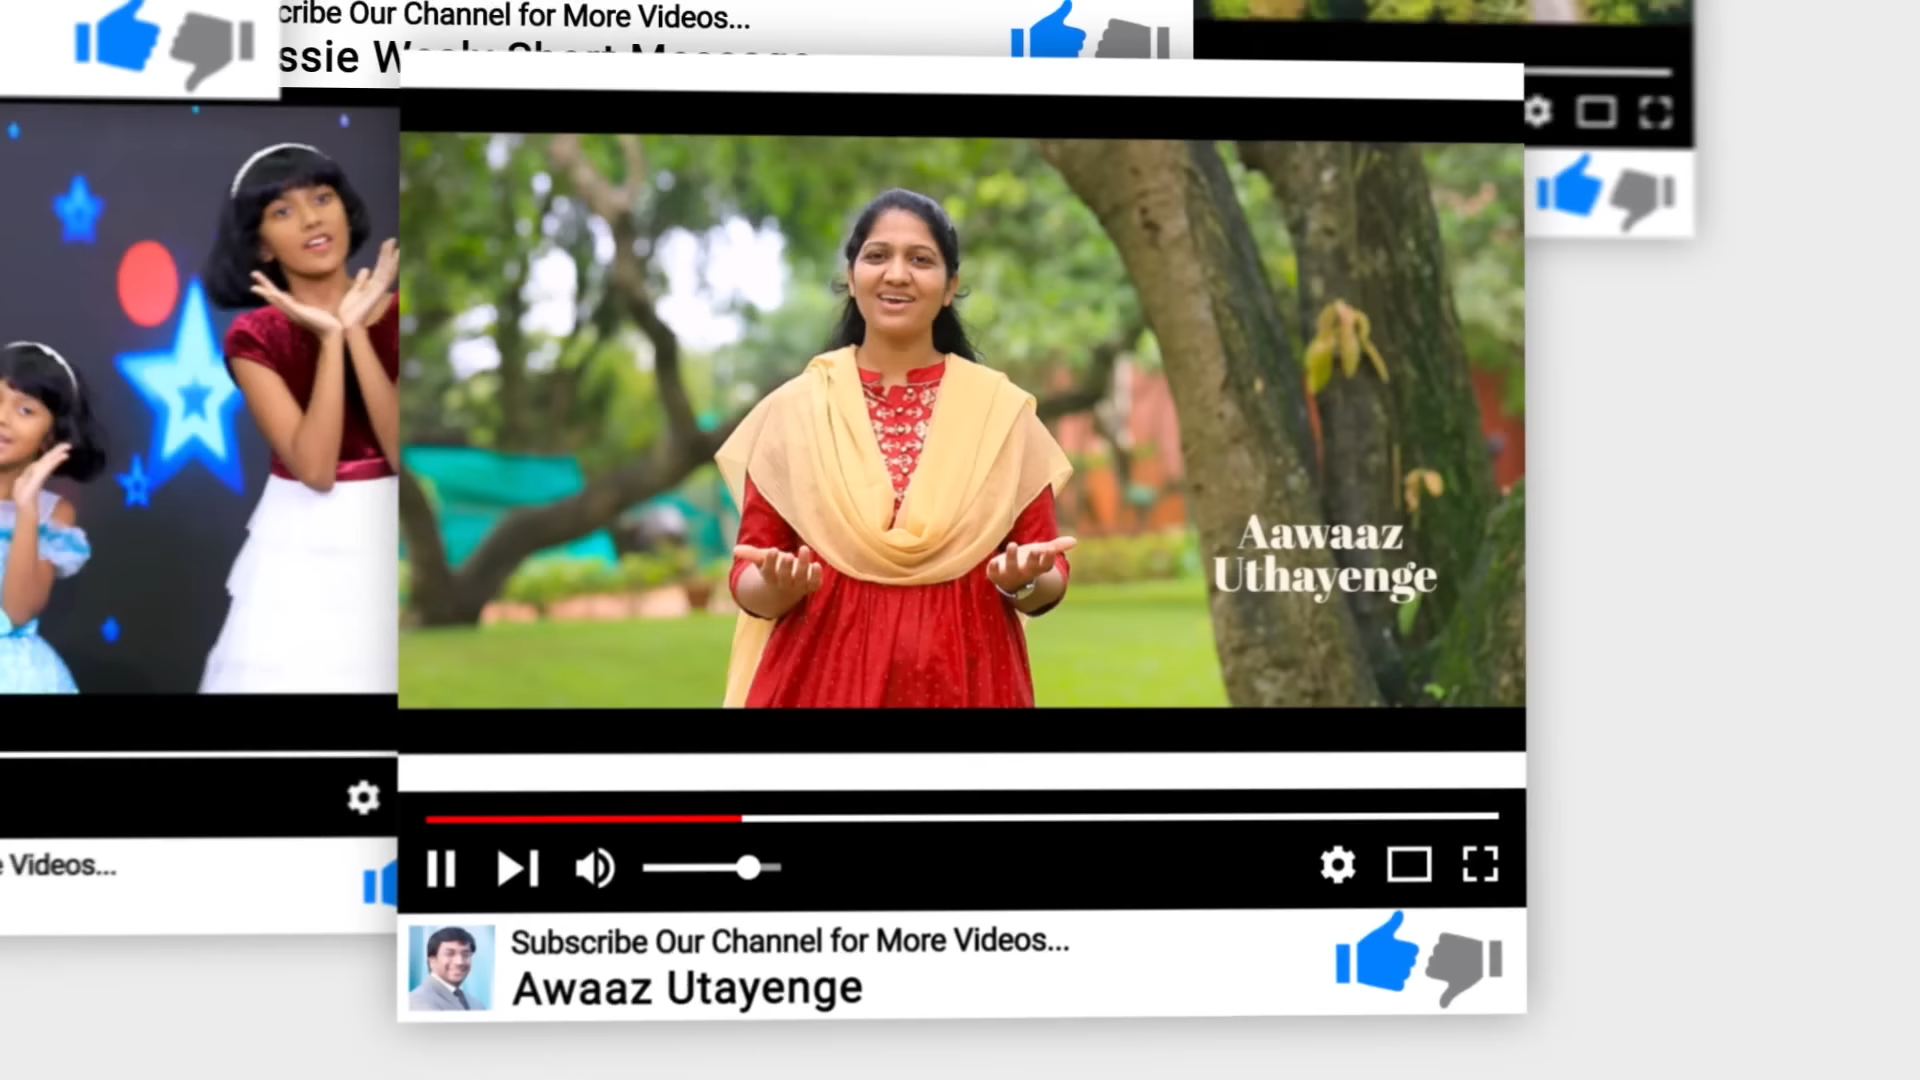 cribe Our Channel for More Videos...
ssie
Aawaaz
Uthayenge
e Videos...
Subscribe Our Channel for More Videos...
Awaaz Utayenge